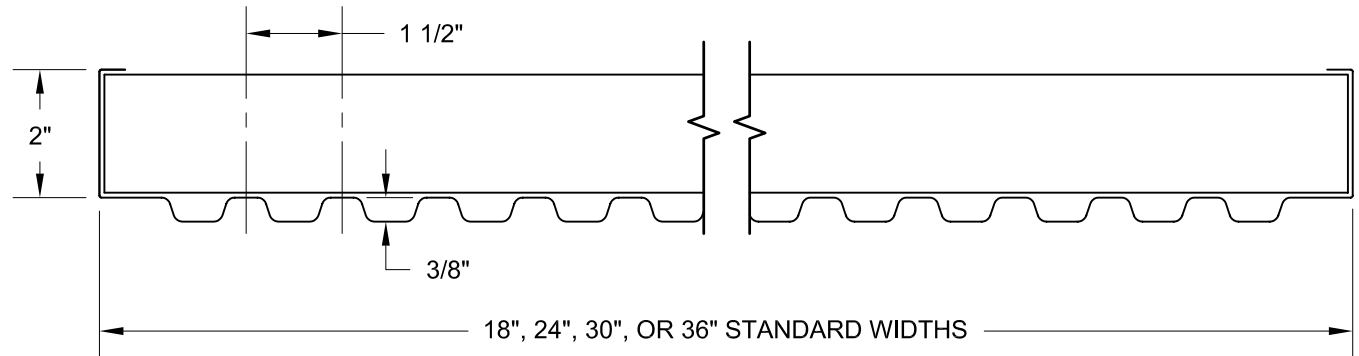 1 1/2"
2"
3/8"
18", 24", 30", OR 36" STANDARD WIDTHS